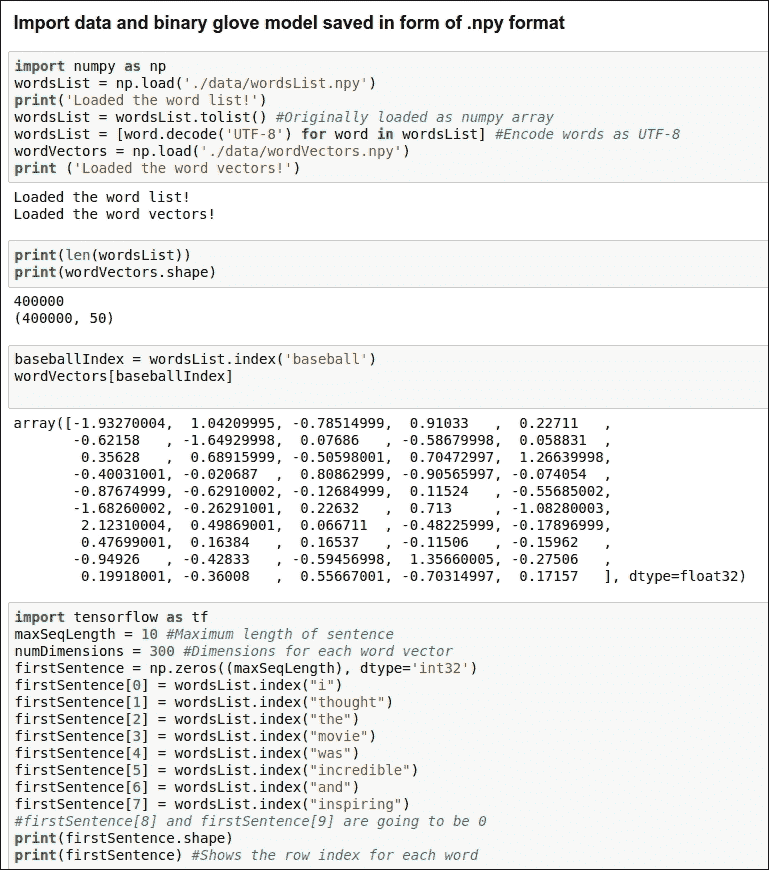 Import data and binary glove model saved in form of .npy format
import numpy as np
wordsList = np.load('./data/wordsList.npy')
print('Loaded the word list!')
wordsList = wordsList.tolist() #Originally loaded as numpy array
wordsList = [word.decode('UTF-8') for word in wordsList] #Encode words as UTF-8
wordVectors = np.load('./data/wordVectors.npy')
print ('Loaded the word vectors!')
Loaded the word list!
Loaded the word vectors!
print(len(wordsList))
print(wordVectors.shape)
400000
(400000, 50)
baseballIndex = wordsList.index('baseball')
wordVectors[baseballIndex]
array([-1.93270004,  1.04209995, -0.78514999,  0.91033   ,  0.22711   ,
       -0.62158   , -1.64929998,  0.07686   , -0.58679998,  0.058831  ,
        0.35628   ,  0.68915999, -0.50598001,  0.70472997,  1.26639998,
       -0.40031001, -0.020687  ,  0.80862999, -0.90565997, -0.074054  ,
       -0.87674999, -0.62910002, -0.12684999,  0.11524   , -0.55685002,
       -1.68260002, -0.26291001,  0.22632   ,  0.713     , -1.08280003,
        2.12310004,  0.49869001,  0.066711  , -0.48225999, -0.17896999,
        0.47699001,  0.16384   ,  0.16537   , -0.11506   , -0.15962   ,
       -0.94926   , -0.42833   , -0.59456998,  1.35660005, -0.27506   ,
        0.19918001, -0.36008   ,  0.55667001, -0.70314997,  0.17157   ], dtype=float32)
import tensorflow as tf
maxSeqLength = 10 #Maximum length of sentence
numDimensions = 300 #Dimensions for each word vector
firstSentence = np.zeros((maxSeqLength), dtype='int32')
firstSentence[0] = wordsList.index("i")
firstSentence[1] = wordsList.index("thought")
firstSentence[2] = wordsList.index("the")
firstSentence[3] = wordsList.index("movie")
firstSentence[4] = wordsList.index("was")
firstSentence[5] = wordsList.index("incredible")
firstSentence[6] = wordsList.index("and")
firstSentence[7] = wordsList.index("inspiring")
#firstSentence[8] and firstSentence[9] are going to be 0
print(firstSentence.shape)
print(firstSentence) #Shows the row index for each word